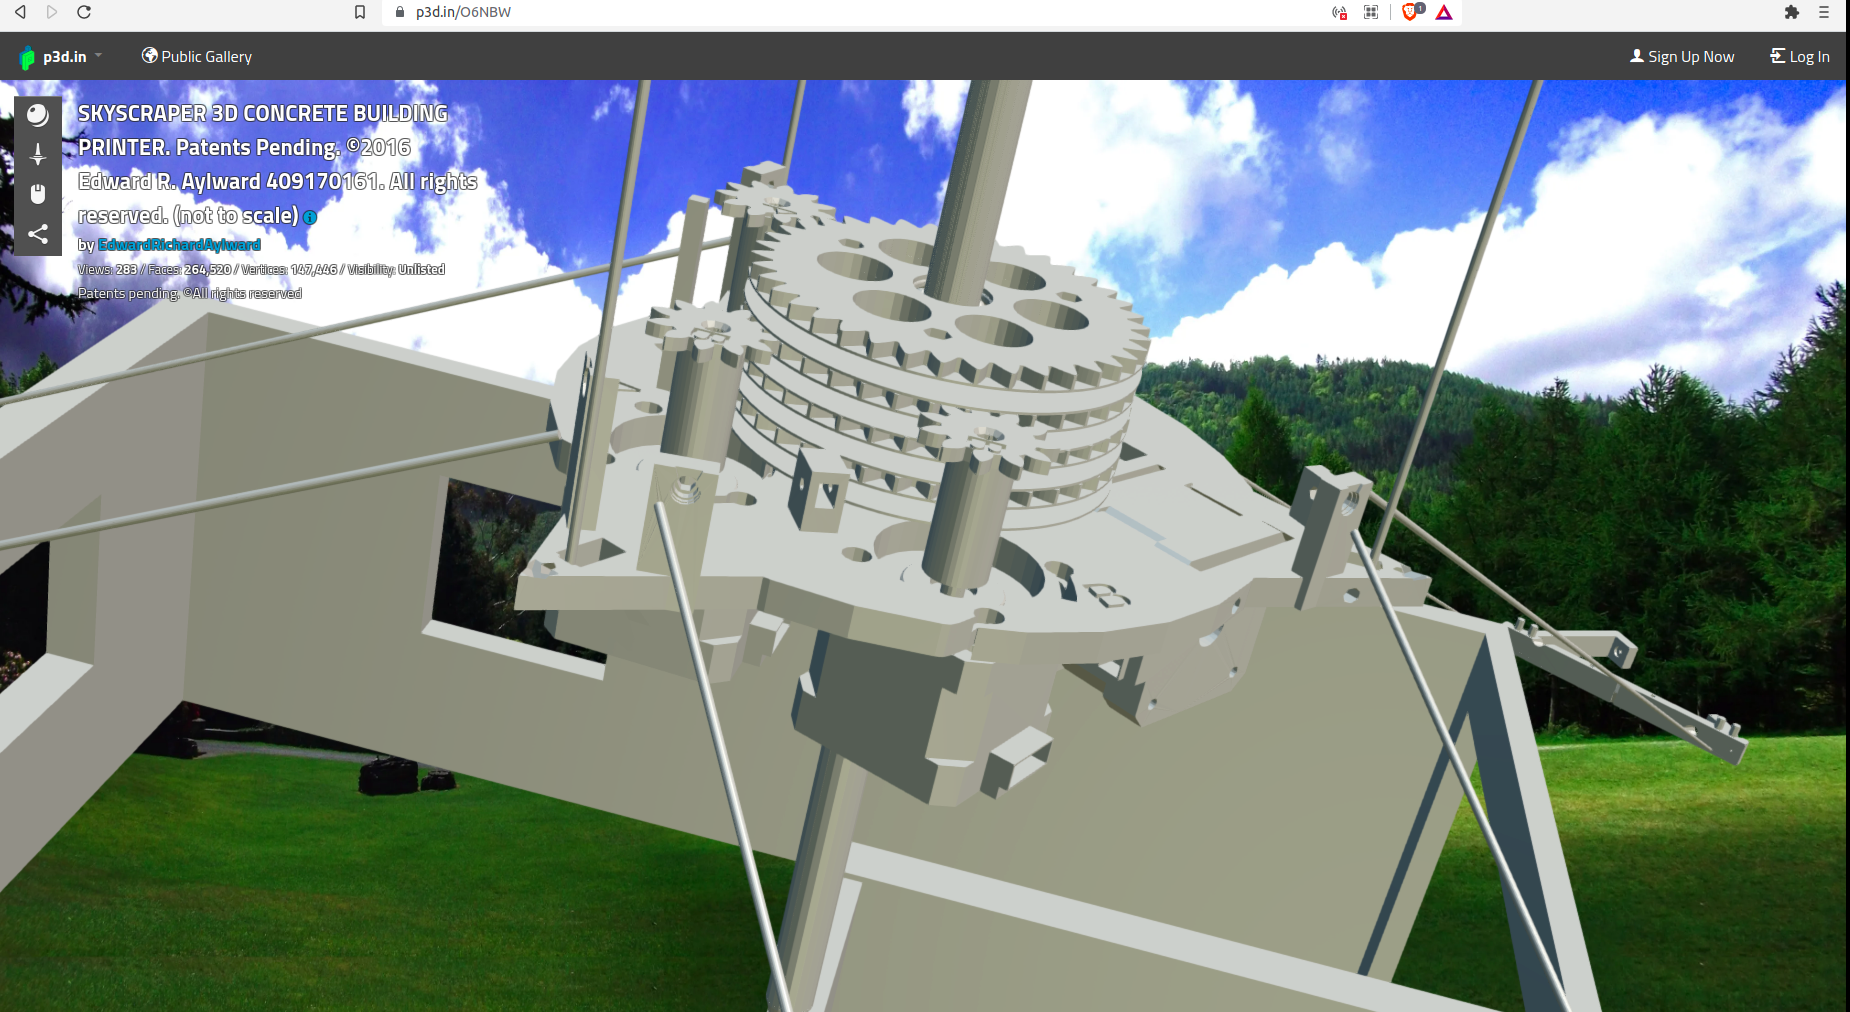 p3d.in/O6NBW
1
p3d.in
Public Gallery
Sign Up Now
Log In
SKYSCRAPER 3D CONCRETE BUILDING
PRINTER. Patents Pending. ©2016
Edward R. Aylward 409170161. All rights
reserved. (not to scale)
by EdwardRichardAylward
Views: 283 / Faces: 264,520 / Vertices: 147,446 / Visibility: Unlisted
Patents pending. ©All rights reserved